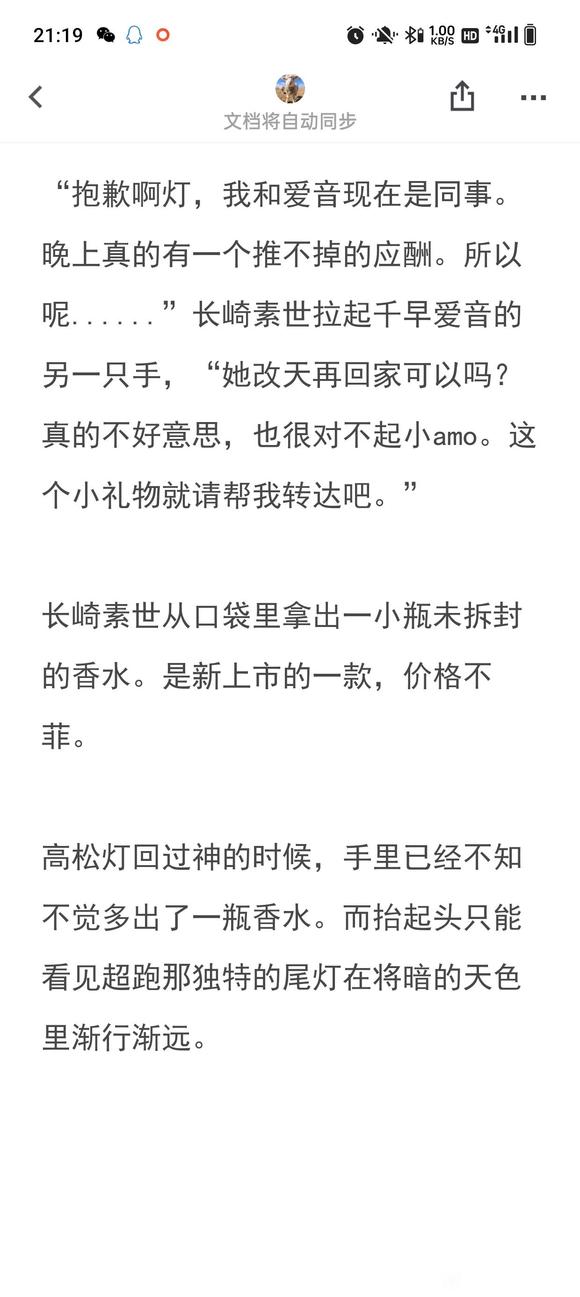 21:19
1.00
KB/S
HD
4G
文档将自动同步
“抱歉啊灯，我和爱音现在是同事。
晚上真的有一个推不掉的应酬。所以
呢......”长崎素世拉起千早爱音的
另一只手，“她改天再回家可以吗？
真的不好意思，也很对不起小amo。这
个小礼物就请帮我转达吧。”
长崎素世从口袋里拿出一小瓶未拆封
的香水。是新上市的一款，价格不
菲。
高松灯回过神的时候，手里已经不知
不觉多出了一瓶香水。而抬起头只能
看见超跑那独特的尾灯在将暗的天色
里渐行渐远。